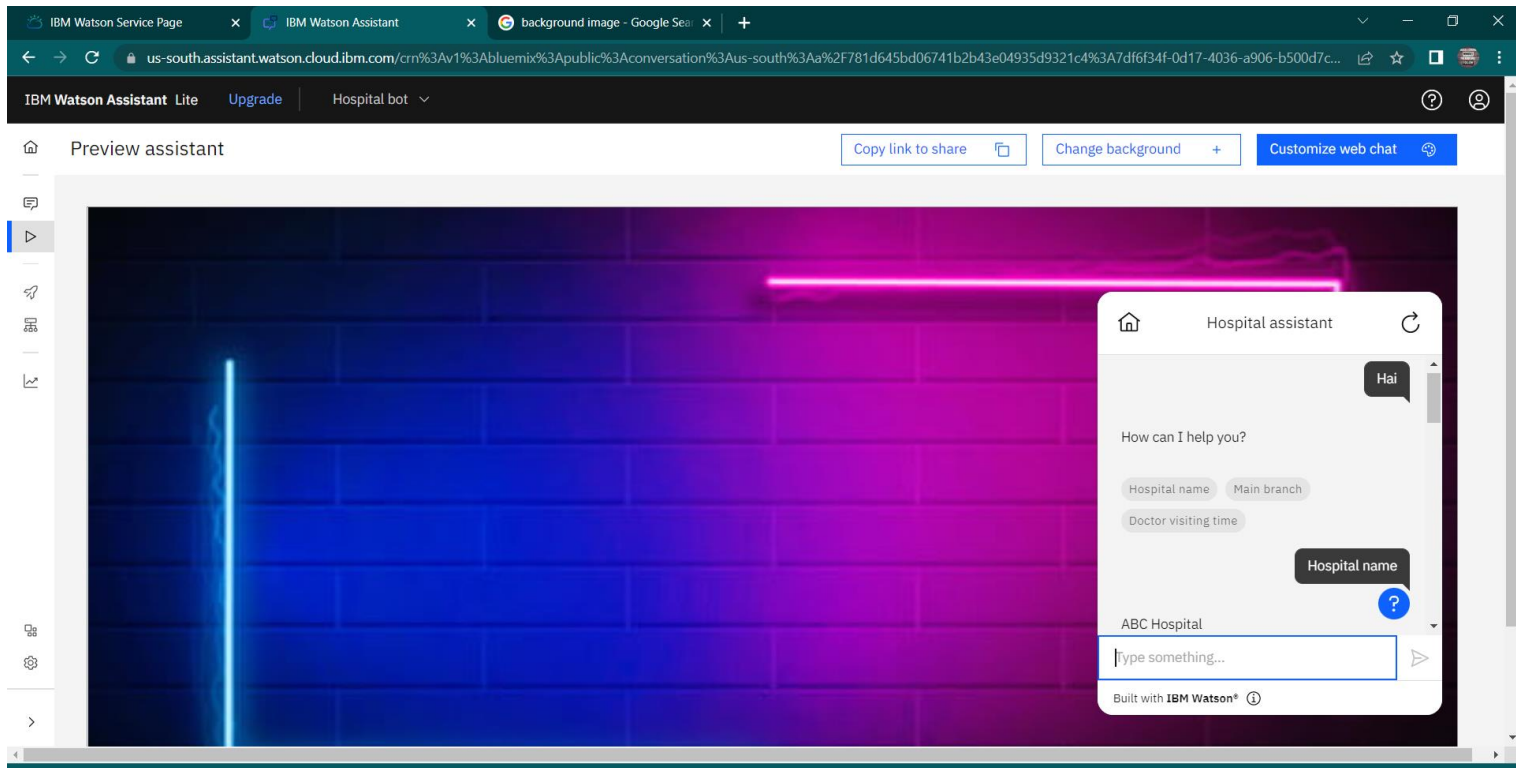 IBM Watson Service Page
IBM Watson Assistant
background image - Google Sear
us-south.assistant.watson.cloud.ibm.com/crn%3Av1%3Abluemix%3Apublic%3Aconversation%3Aus-south%3Aa%2F781d645bd06741b2b43e04935d9321c4%3A7df6f34f-0d17-4036-a906-b500d7c...
IBM Watson Assistant Lite Upgrade Hospital bot
Preview assistant
Copy link to share
Change background +
Customize web chat
Hospital assistant
Hai
How can I help you?
Hospital name Main branch
Doctor visiting time
Hospital name
?
ABC Hospital
Type something...
Built with IBM Watson®